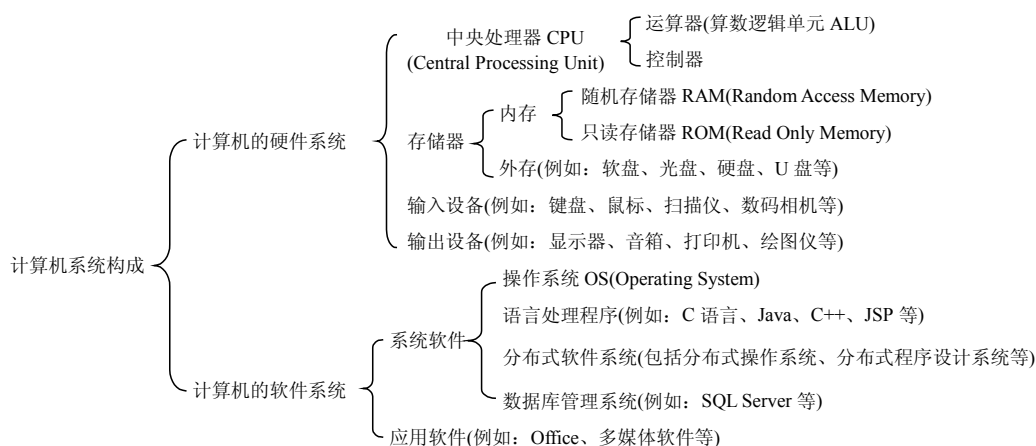 中央处理器 CPU
(Central Processing Unit)
运算器(算数逻辑单元 ALU)
控制器
计算机的硬件系统
存储器
内存
随机存储器 RAM(Random Access Memory)
只读存储器 ROM(Read Only Memory)
外存(例如：软盘、光盘、硬盘、U 盘等)
输入设备(例如：键盘、鼠标、扫描仪、数码相机等)
输出设备(例如：显示器、音箱、打印机、绘图仪等)
计算机系统构成
操作系统 OS(Operating System)
语言处理程序(例如：C 语言、Java、C++、JSP 等)
系统软件
分布式软件系统(包括分布式操作系统、分布式程序设计系统等)
计算机的软件系统
数据库管理系统(例如：SQL Server 等)
应用软件(例如：Office、多媒体软件等)